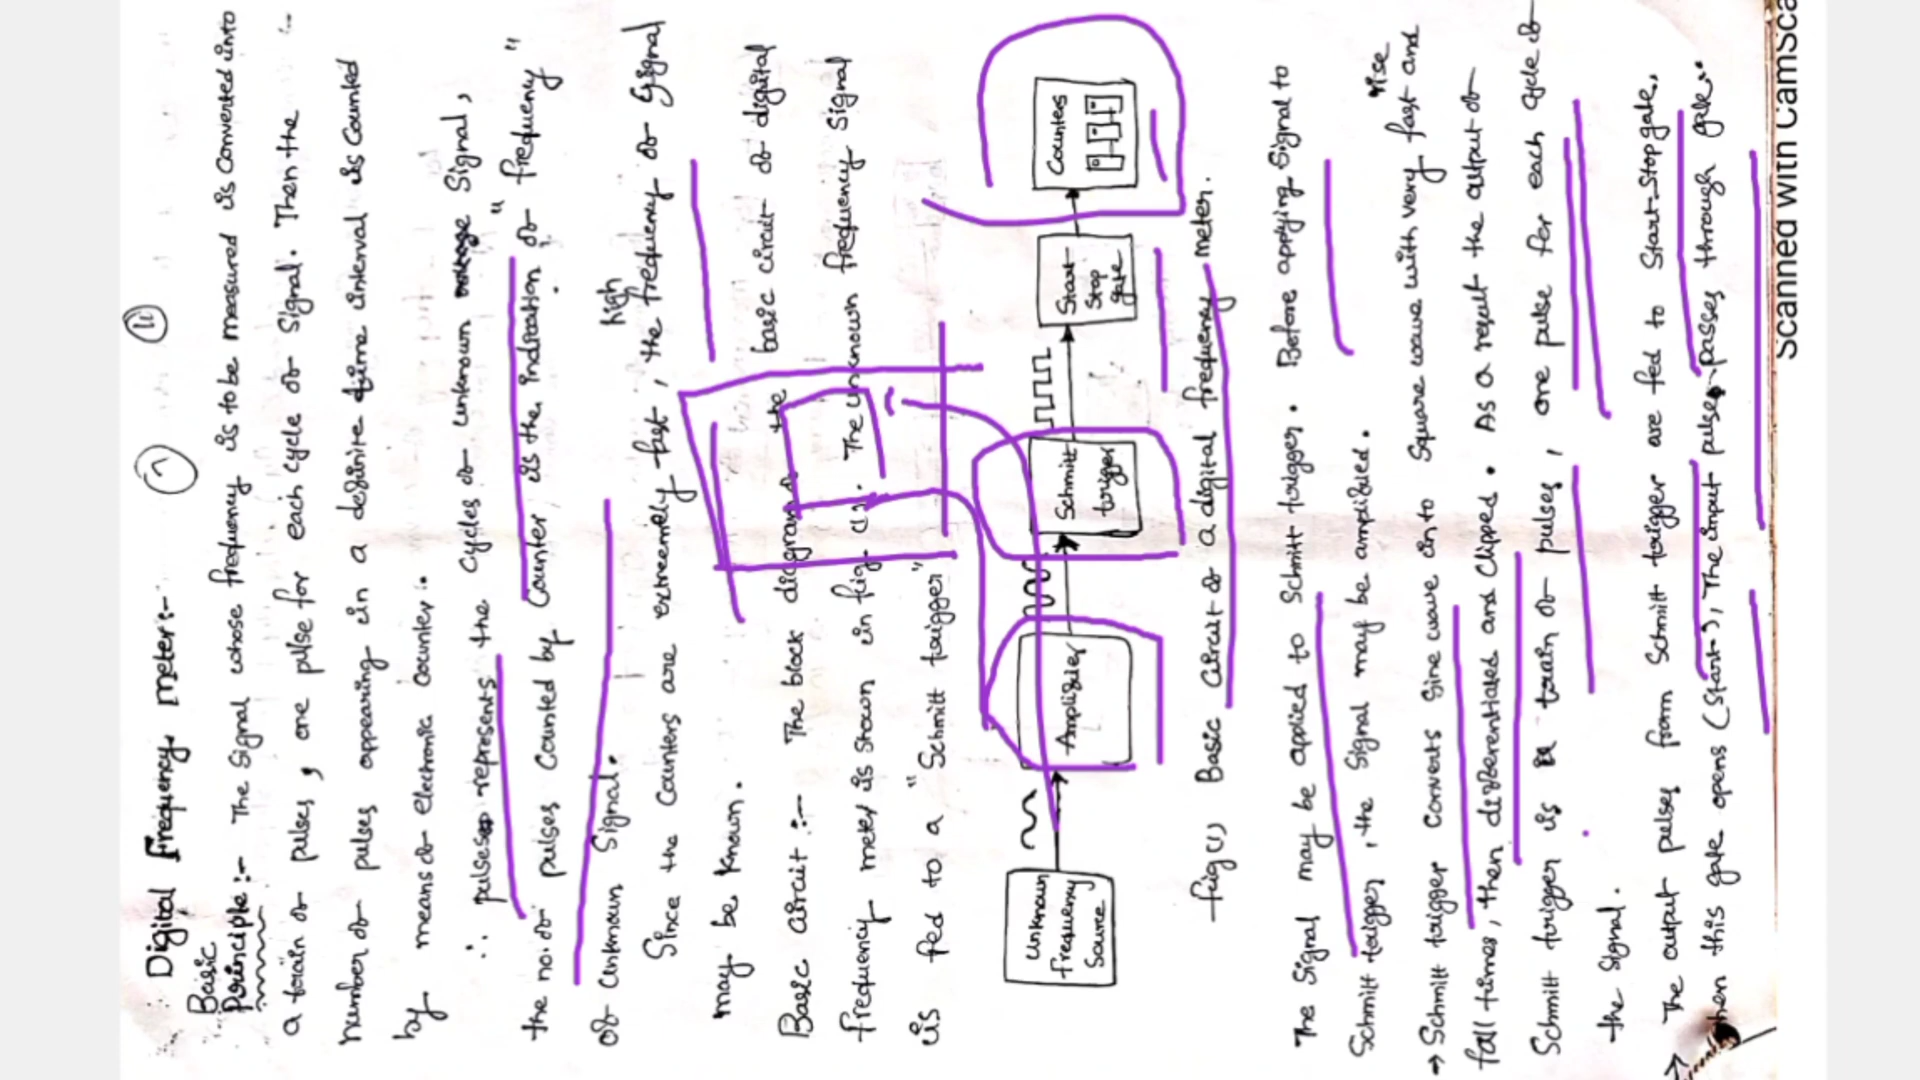 11
1
Digital Frequency meters:-
Basic
Principle:- The Signal whose frequency is to be measured is converted into
a train of pulses, one pulse for each cycle of Signal. Then the
number of pulses appearing in a definite time interval is Counted
by means of electronic counter.
∴ pulses represents the Cycles of unknown Signal,
the no. of pulses Counted by Counter is the "indication of frequency"
of unknown Signal.
high
Since the Counters are extreemely fast, the frequency of signal
may be known.
Basic circuit :- The block diagram of the basic circuit of digital
frequency meter is shown in fig (1). The unknown frequency signal
is fed to a "Schmitt trigger"
Unknown
frequency
Source
Amplifier
Schmitt
trigger
Start-
Stop
gate
Counters
fig (1) Basic Circuit of a digital frequency meter.
The Signal may be applied to Schmitt trigger. Before applying signal to
Schmitt trigger, the signal may be amplified.
rise
→ Schmitt trigger converts sine wave into Square wave with very fast and
fall times, then differentiated and Clipped. As a result the output of
Schmitt trigger is a train of pulses, one pulse for each cycle of
the signal.
→ The output pulses from Schmitt trigger are fed to Start-Stop gate,
when this gate opens (start), The input pulses passes through gate
Scanned with CamSca